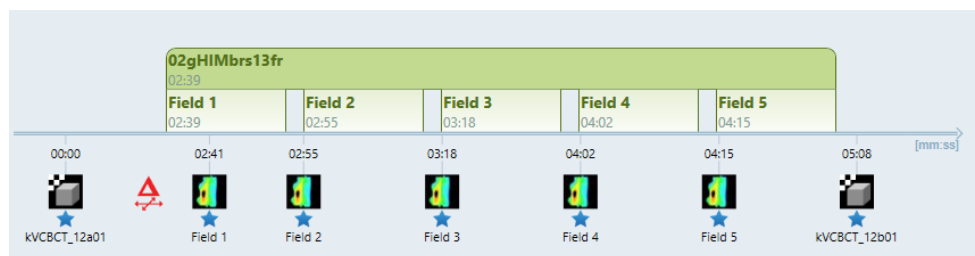 02gHIMbrs13fr
02:39
Field 1 Field 2 Field 3 Field 4 Field 5
02:39 02:55 03:18 04:02 04:15
[mm:ss]
00:00 02:41 02:55 03:18 04:02 04:15 05:08
kVCBCT_12a01 Field 1 Field 2 Field 3 Field 4 Field 5 kVCBCT_12b01